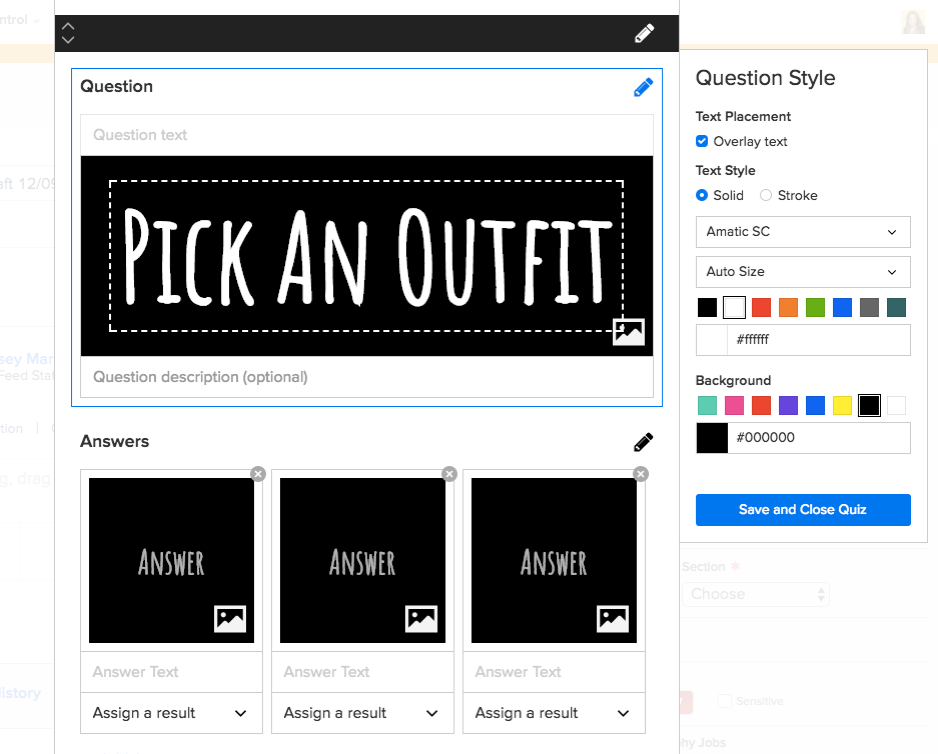 ntrol
Question
Question text
Pick An Outfit
Question description (optional)
Answers
Answer
Answer
Answer
Answer Text
Answer Text
Answer Text
Assign a result
Assign a result
Assign a result
Question Style
Text Placement
Overlay text
Text Style
Solid
Stroke
Amatic SC
Auto Size
#ffffff
Background
#000000
Save and Close Quiz
Section *
Choose
Sensitive
hy Jobs
aft 12/09
sey Mar
Feed Stat
tion
g, drag
History